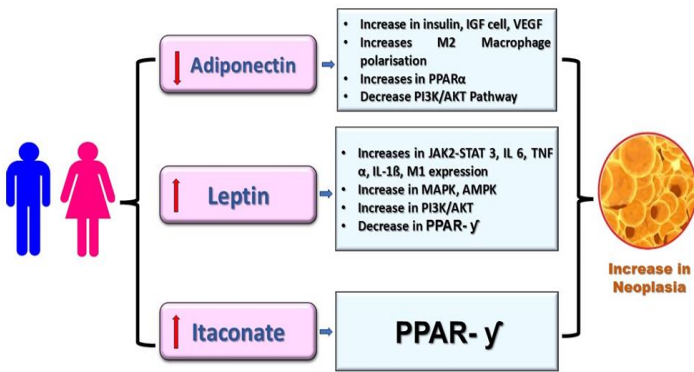 Adiponectin
• Increase in insulin, IGF cell, VEGF
• Increases M2 Macrophage
polarisation
• Increases in PPARα
• Decrease PI3K/AKT Pathway
Leptin
• Increases in JAK2-STAT 3, IL 6, TNF
α, IL-1ß, M1 expression
• Increase in MAPK, AMPK
• Increase in PI3K/AKT
• Decrease in PPAR- ƴ
Itaconate
PPAR- ƴ
Increase in
Neoplasia